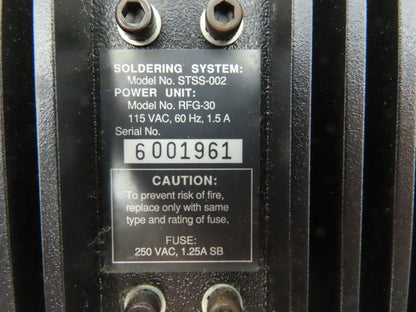 SOLDERING SYSTEM:
Model No. STSS-002
POWER UNIT:
Model No. RFG-30
115 VAC, 60 Hz, 1.5 A
Serial No.
6001961
CAUTION:
To prevent risk of fire,
replace only with same
type and rating of fuse.
FUSE:
250 VAC, 1.25A SB